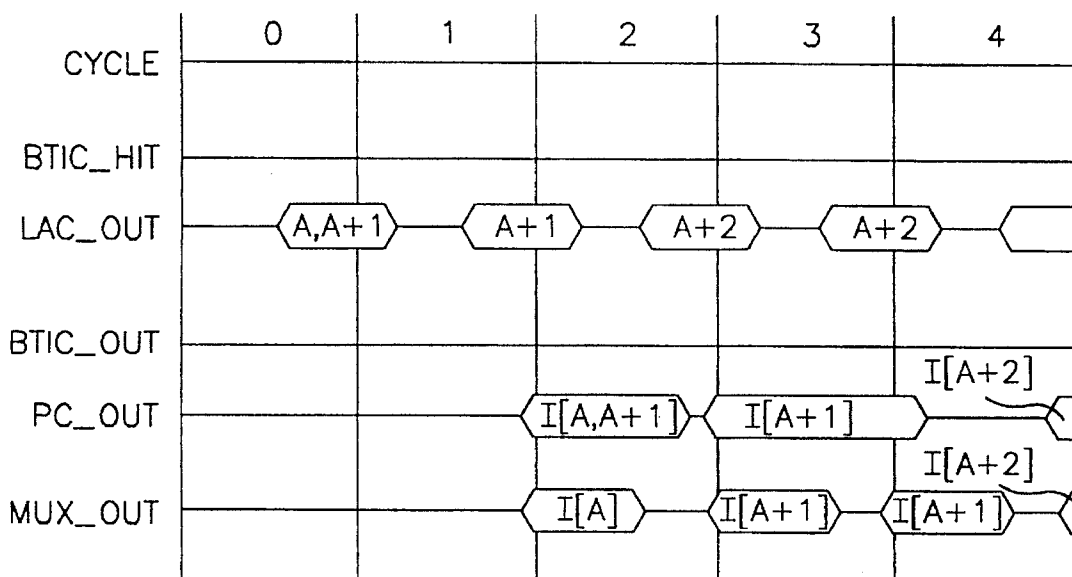 0 1 2 3 4
CYCLE
BTIC_HIT
LAC_OUT A,A+1 A+1 A+2 A+2
BTIC_OUT
I[A+2]
PC_OUT I[A,A+1] I[A+1]
I[A+2]
MUX_OUT I[A] I[A+1] I[A+1]